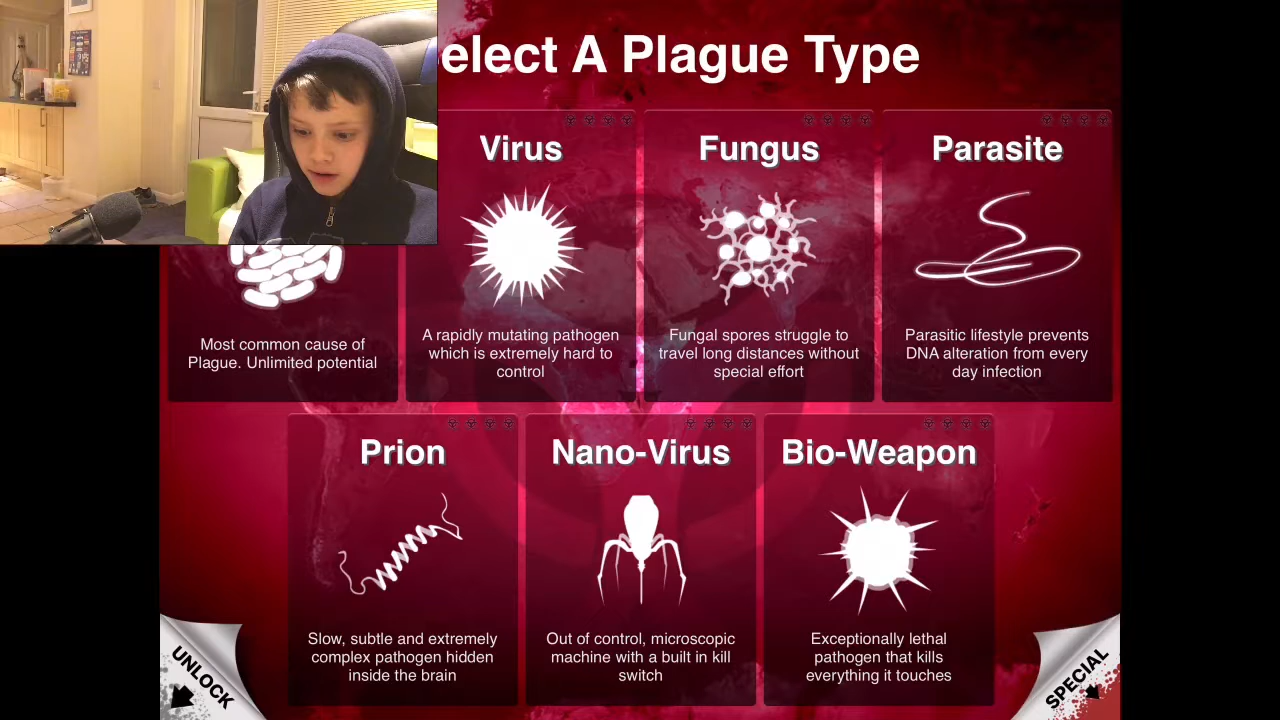 elect A Plague Type
Virus
Fungus
Parasite
Most common cause of
Plague. Unlimited potential
A rapidly mutating pathogen
which is extremely hard to
control
Fungal spores struggle to
travel long distances without
special effort
Parasitic lifestyle prevents
DNA alteration from every
day infection
Prion
Nano-Virus
Bio-Weapon
Slow, subtle and extremely
complex pathogen hidden
inside the brain
Out of control, microscopic
machine with a built in kill
switch
Exceptionally lethal
pathogen that kills
everything it touches
UNLOCK
SPECIAL